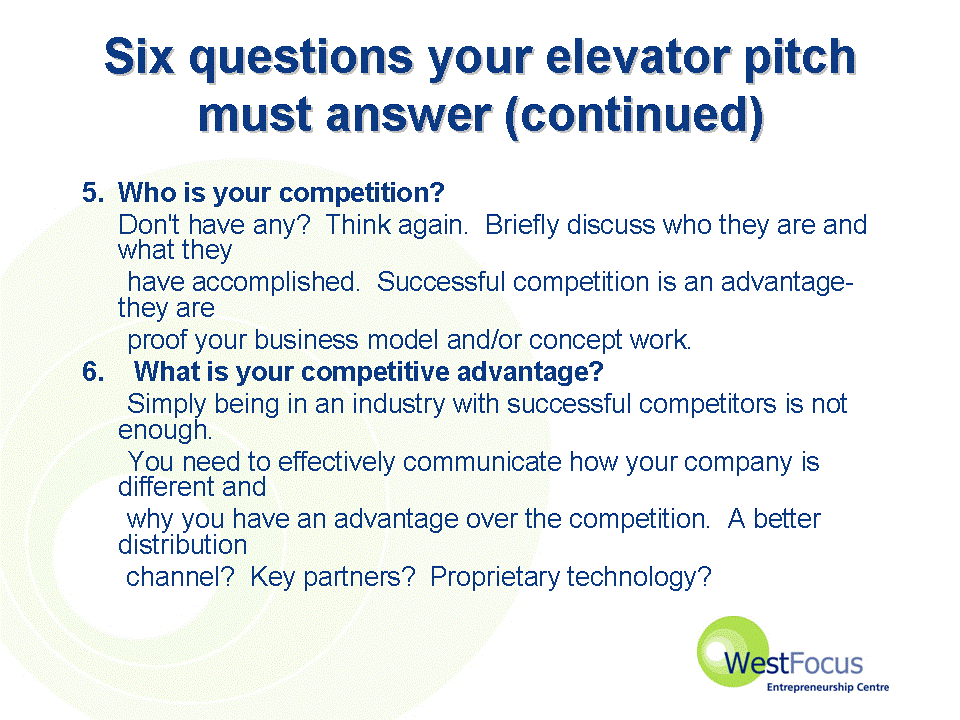 Six questions your elevator pitch
must answer (continued)
5. Who is your competition?
Don't have any? Think again. Briefly discuss who they are and
what they
have accomplished. Successful competition is an advantage-
they are
proof your business model and/or concept work.
6. What is your competitive advantage?
Simply being in an industry with successful competitors is not
enough.
You need to effectively communicate how your company is
different and
why you have an advantage over the competition. A better
distribution
channel? Key partners? Proprietary technology?
WestFocus
Entrepreneurship Centre